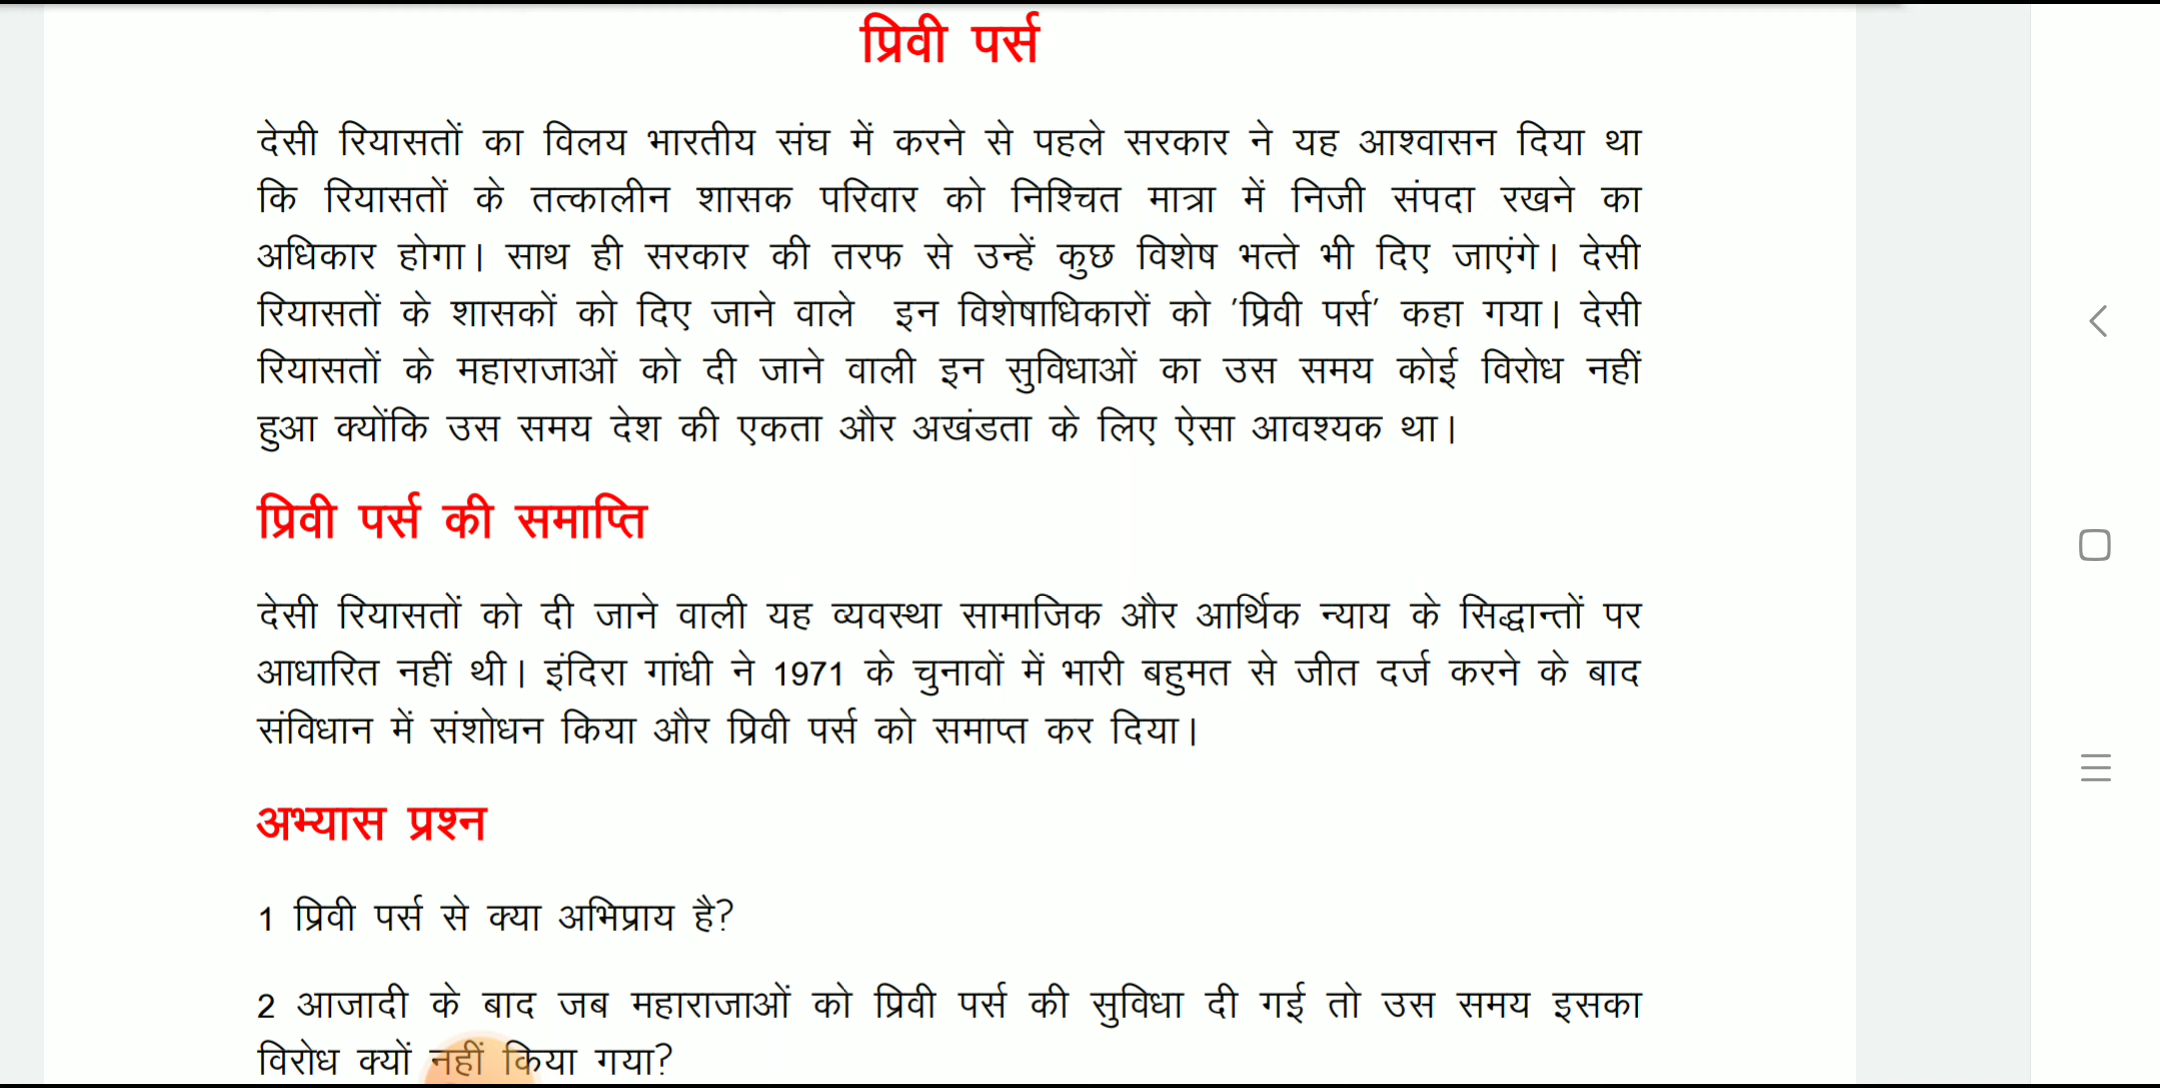 प्रिवी पर्स
देसी रियासतों का विलय भारतीय संघ में करने से पहले सरकार ने यह आश्वासन दिया था
कि रियासतों के तत्कालीन शासक परिवार को निश्चित मात्रा में निजी संपदा रखने का
अधिकार होगा। साथ ही सरकार की तरफ से उन्हें कुछ विशेष भत्ते भी दिए जाएंगे। देसी
रियासतों के शासकों को दिए जाने वाले इन विशेषाधिकारों को ‘प्रिवी पर्स’ कहा गया। देसी
रियासतों के महाराजाओं को दी जाने वाली इन सुविधाओं का उस समय कोई विरोध नहीं
हुआ क्योंकि उस समय देश की एकता और अखंडता के लिए ऐसा आवश्यक था।
प्रिवी पर्स की समाप्ति
देसी रियासतों को दी जाने वाली यह व्यवस्था सामाजिक और आर्थिक न्याय के सिद्धान्तों पर
आधारित नहीं थी। इंदिरा गांधी ने 1971 के चुनावों में भारी बहुमत से जीत दर्ज करने के बाद
संविधान में संशोधन किया और प्रिवी पर्स को समाप्त कर दिया।
अभ्यास प्रश्न
1 प्रिवी पर्स से क्या अभिप्राय है?
2 आजादी के बाद जब महाराजाओं को प्रिवी पर्स की सुविधा दी गई तो उस समय इसका
विरोध क्यों नहीं किया गया?